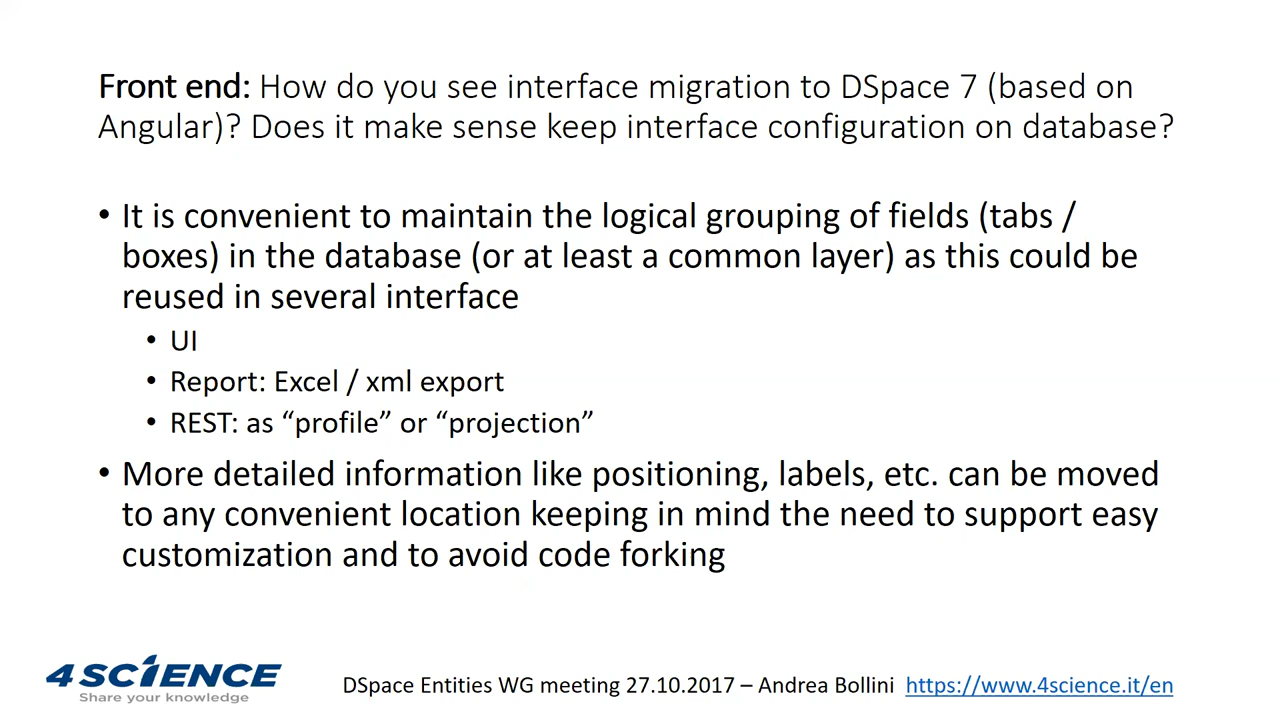 Front end: How do you see interface migration to DSpace 7 (based on
Angular)? Does it make sense keep interface configuration on database?
• It is convenient to maintain the logical grouping of fields (tabs /
boxes) in the database (or at least a common layer) as this could be
reused in several interface
• UI
• Report: Excel / xml export
• REST: as “profile” or “projection”
• More detailed information like positioning, labels, etc. can be moved
to any convenient location keeping in mind the need to support easy
customization and to avoid code forking
4SCIENCE
Share your knowledge
DSpace Entities WG meeting 27.10.2017 – Andrea Bollini https://www.4science.it/en